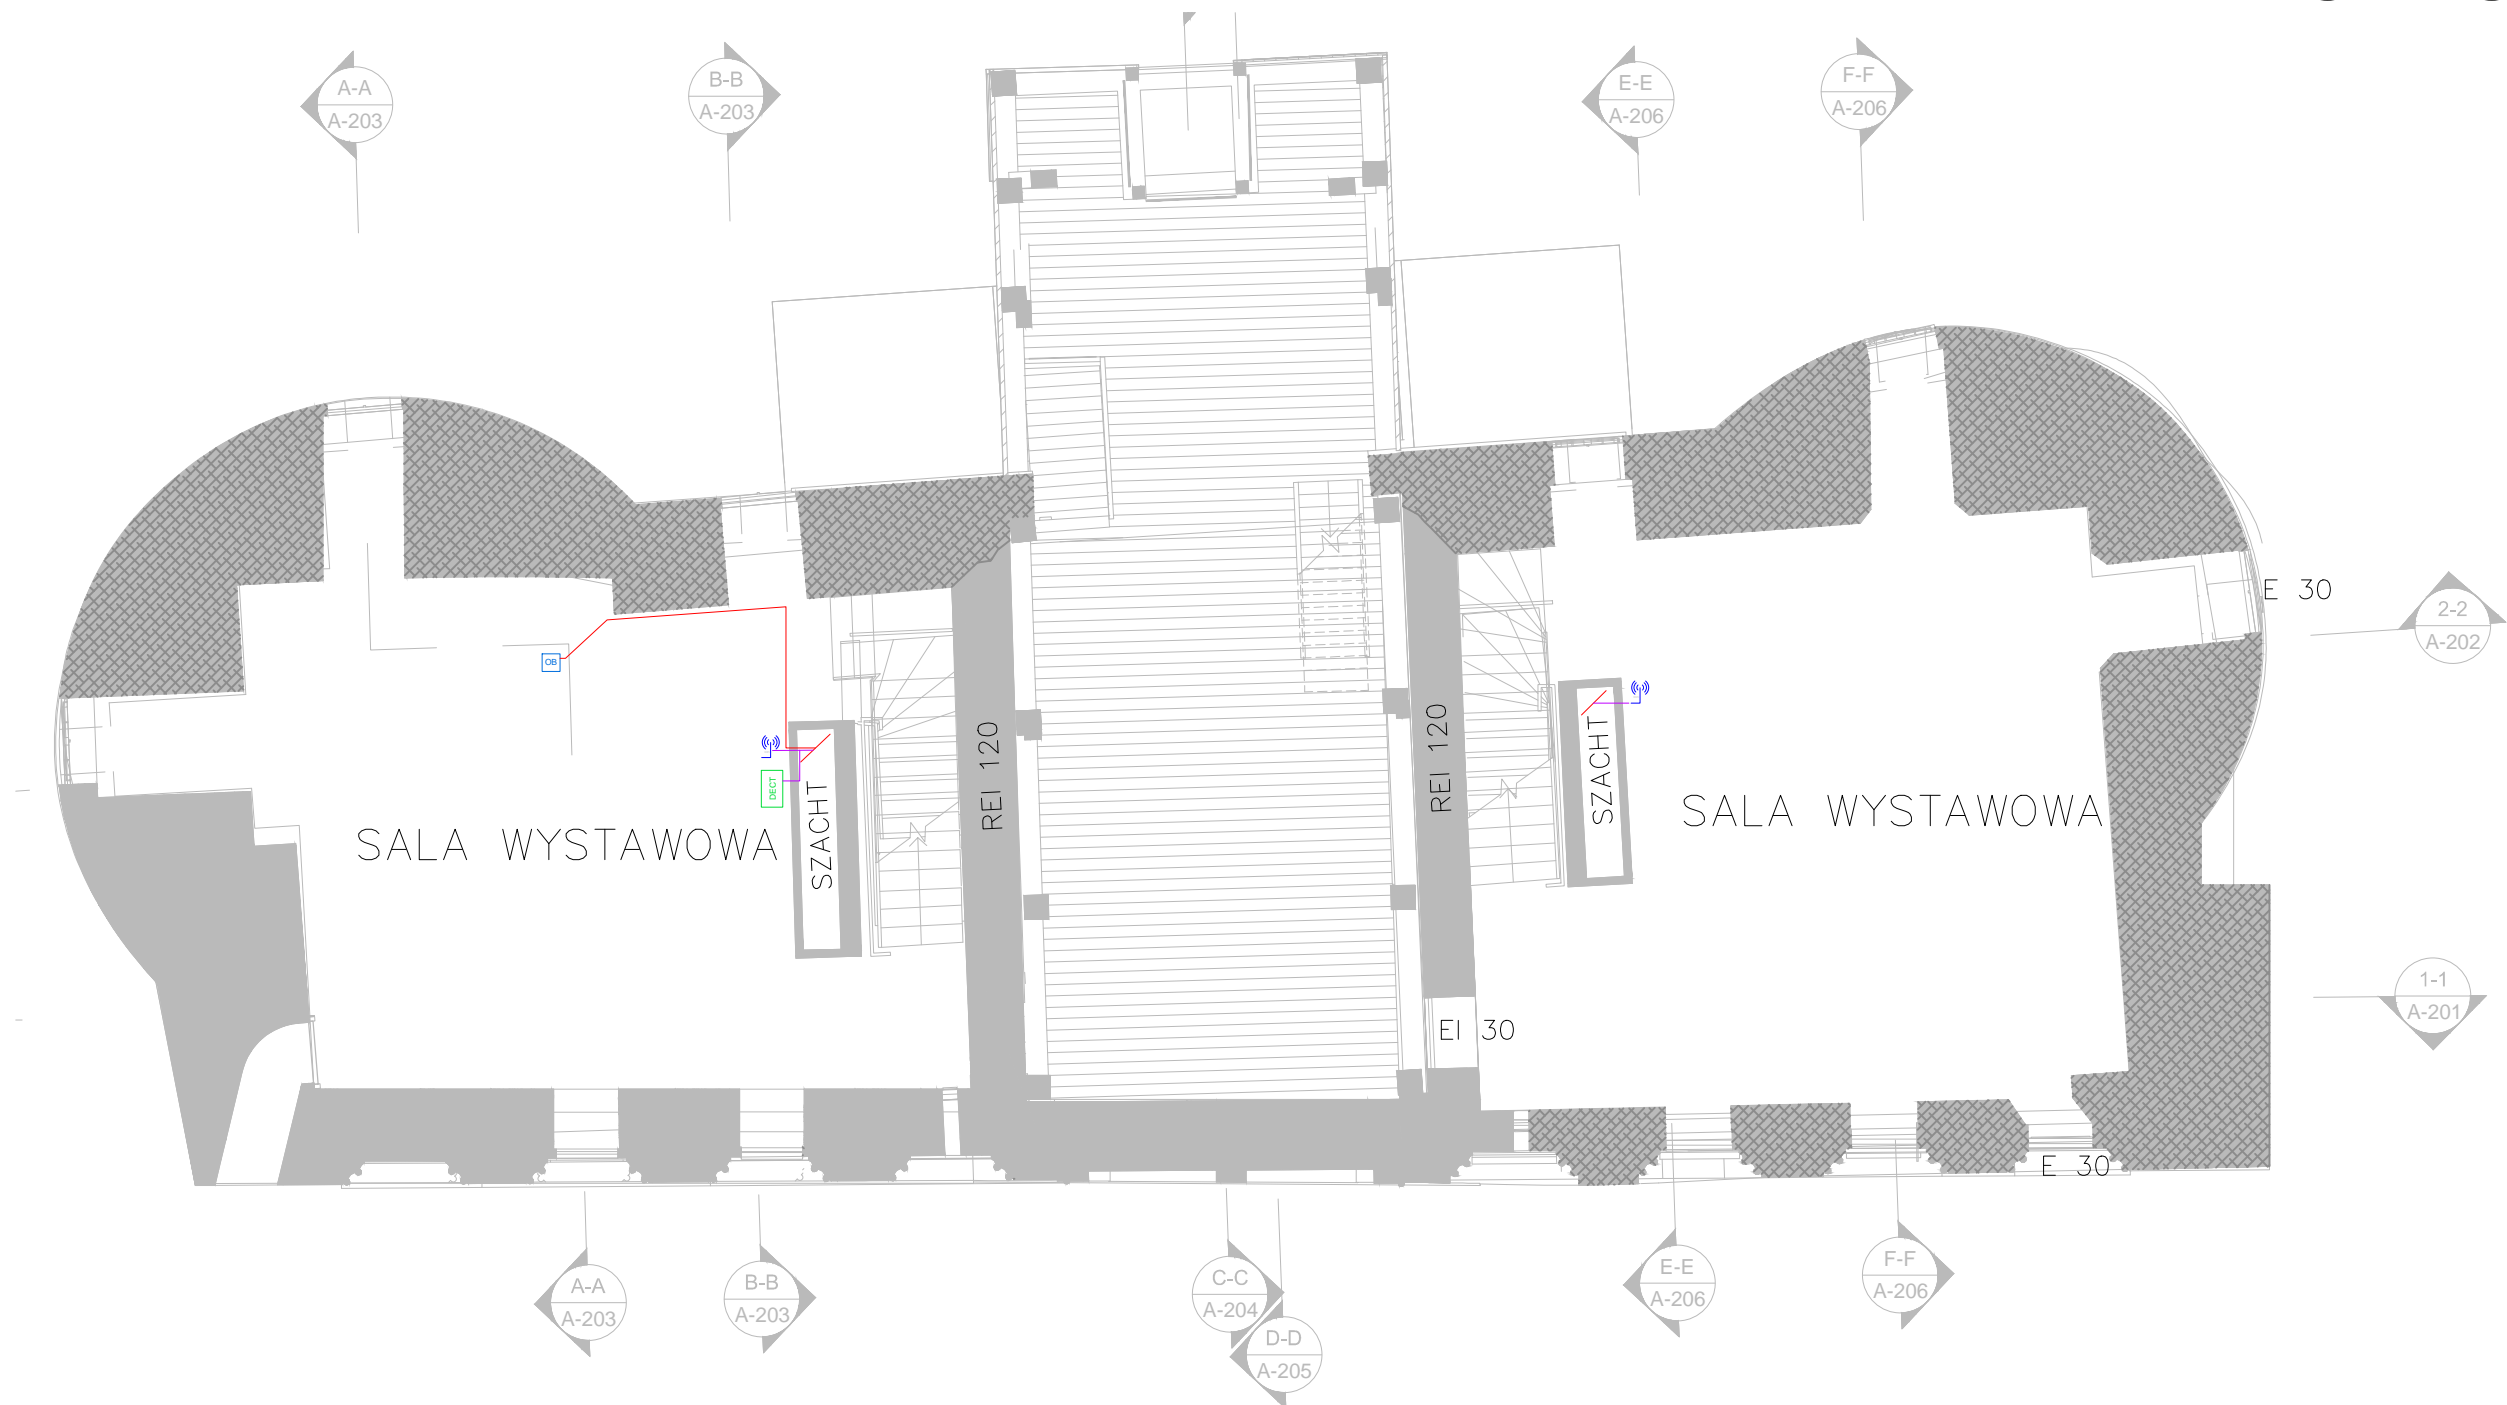 A-A
A-203
B-B
A-203
E-E
A-206
F-F
A-206
E 30
2-2
A-202
OB
DECT
SZACHT
SALA WYSTAWOWA
REI 120
REI 120
SZACHT
SALA WYSTAWOWA
1-1
A-201
EI 30
E 30
A-A
A-203
B-B
A-203
C-C
A-204
D-D
A-205
E-E
A-206
F-F
A-206